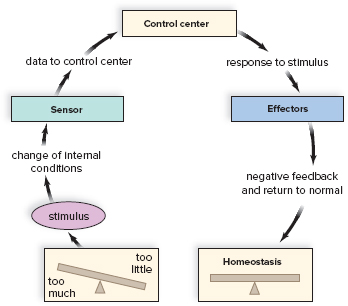 Control center
data to control center
response to stimulus
Sensor
Effectors
change of internal
conditions
negative feedback
and return to normal
stimulus
too
little
too
much
Homeostasis